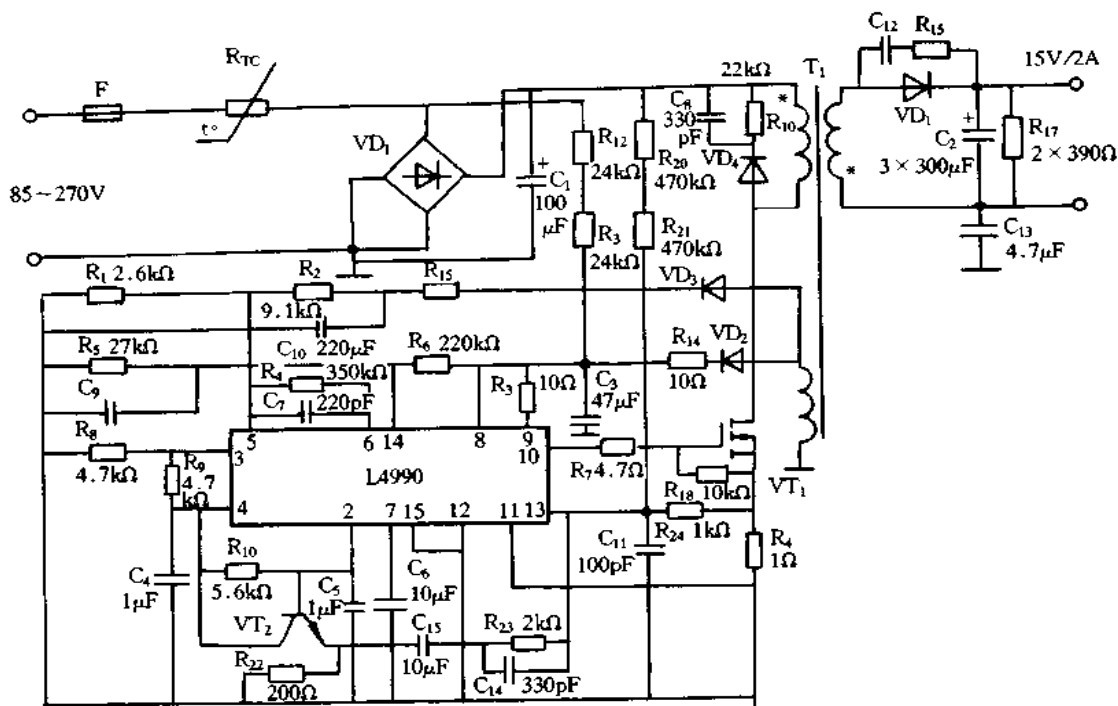 F
R_TC
t°
85~270V
VD₁
C₁
100
μF
+
R₁₂
24kΩ
R₃
24kΩ
R₂₀
470kΩ
R₂₁
470kΩ
C₈
330
pF
22kΩ
R₁₀
VD₄
T₁
*
*
C₁₂
R₁₅
VD₁
15V/2A
+
C₂
3×300μF
R₁₇
2×390Ω
C₁₃
4.7μF
R₁ 2.6kΩ
R₂
9.1kΩ
R₁₅
VD₃
R₅ 27kΩ
C₁₀
220μF
R₆ 220kΩ
R₄
350kΩ
C₇
220pF
C₉
R₃
10Ω
C₃
47μF
R₁₄
10Ω
VD₂
R₈
4.7kΩ
R₉
4.7
kΩ
5
6
14
8
9
3
10
L4990
4
2
7
15
12
11
13
R₇ 4.7Ω
10kΩ
VT₁
R₁₈
R₂₄
1kΩ
C₁₁
100pF
R₄
1Ω
C₄
1μF
R₁₀
5.6kΩ
C₅
1μF
C₆
10μF
VT₂
C₁₅
10μF
R₂₃ 2kΩ
C₁₄
330pF
R₂₂
200Ω